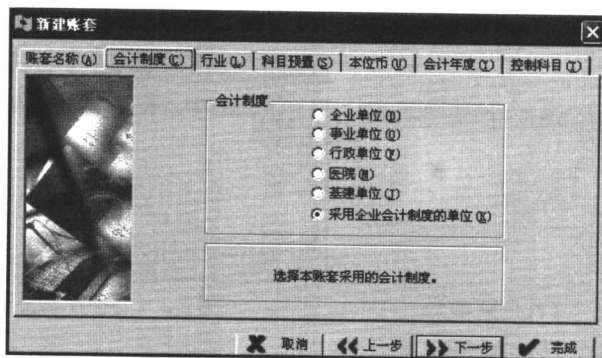 新建账套
账套名称(A) 会计制度(C) 行业(L) 科目预置(S) 本位币(U) 会计年度(Y) 控制科目(T)
会计制度
企业单位(B)
事业单位(O)
行政单位(F)
医院(M)
基建单位(J)
采用企业会计制度的单位(K)
选择本账套采用的会计制度。
取消 上一步 下一步 完成